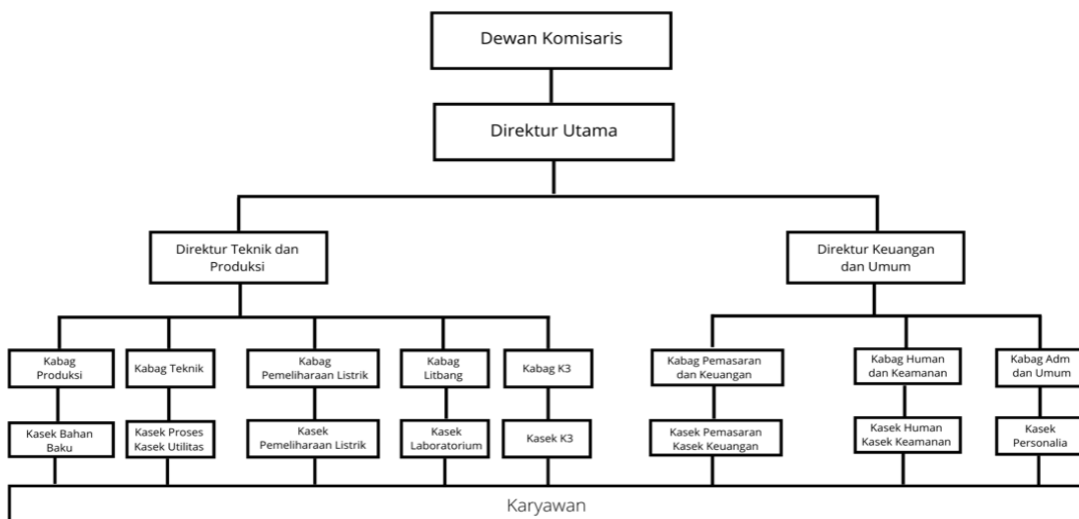 Dewan Komisaris
Direktur Utama
Direktur Teknik dan
Produksi
Direktur Keuangan
dan Umum
Kabag
Produksi
Kabag Teknik
Kabag
Pemeliharaan Listrik
Kabag
Litbang
Kabag K3
Kabag Pemasaran
dan Keuangan
Kabag Human
dan Keamanan
Kabag Adm
dan Umum
Kasek Bahan
Baku
Kasek Proses
Kasek Utilitas
Kasek
Pemeliharaan Listrik
Kasek
Laboratorium
Kasek K3
Kasek Pemasaran
Kasek Keuangan
Kasek Human
Kasek Keamanan
Kasek
Personalia
Karyawan